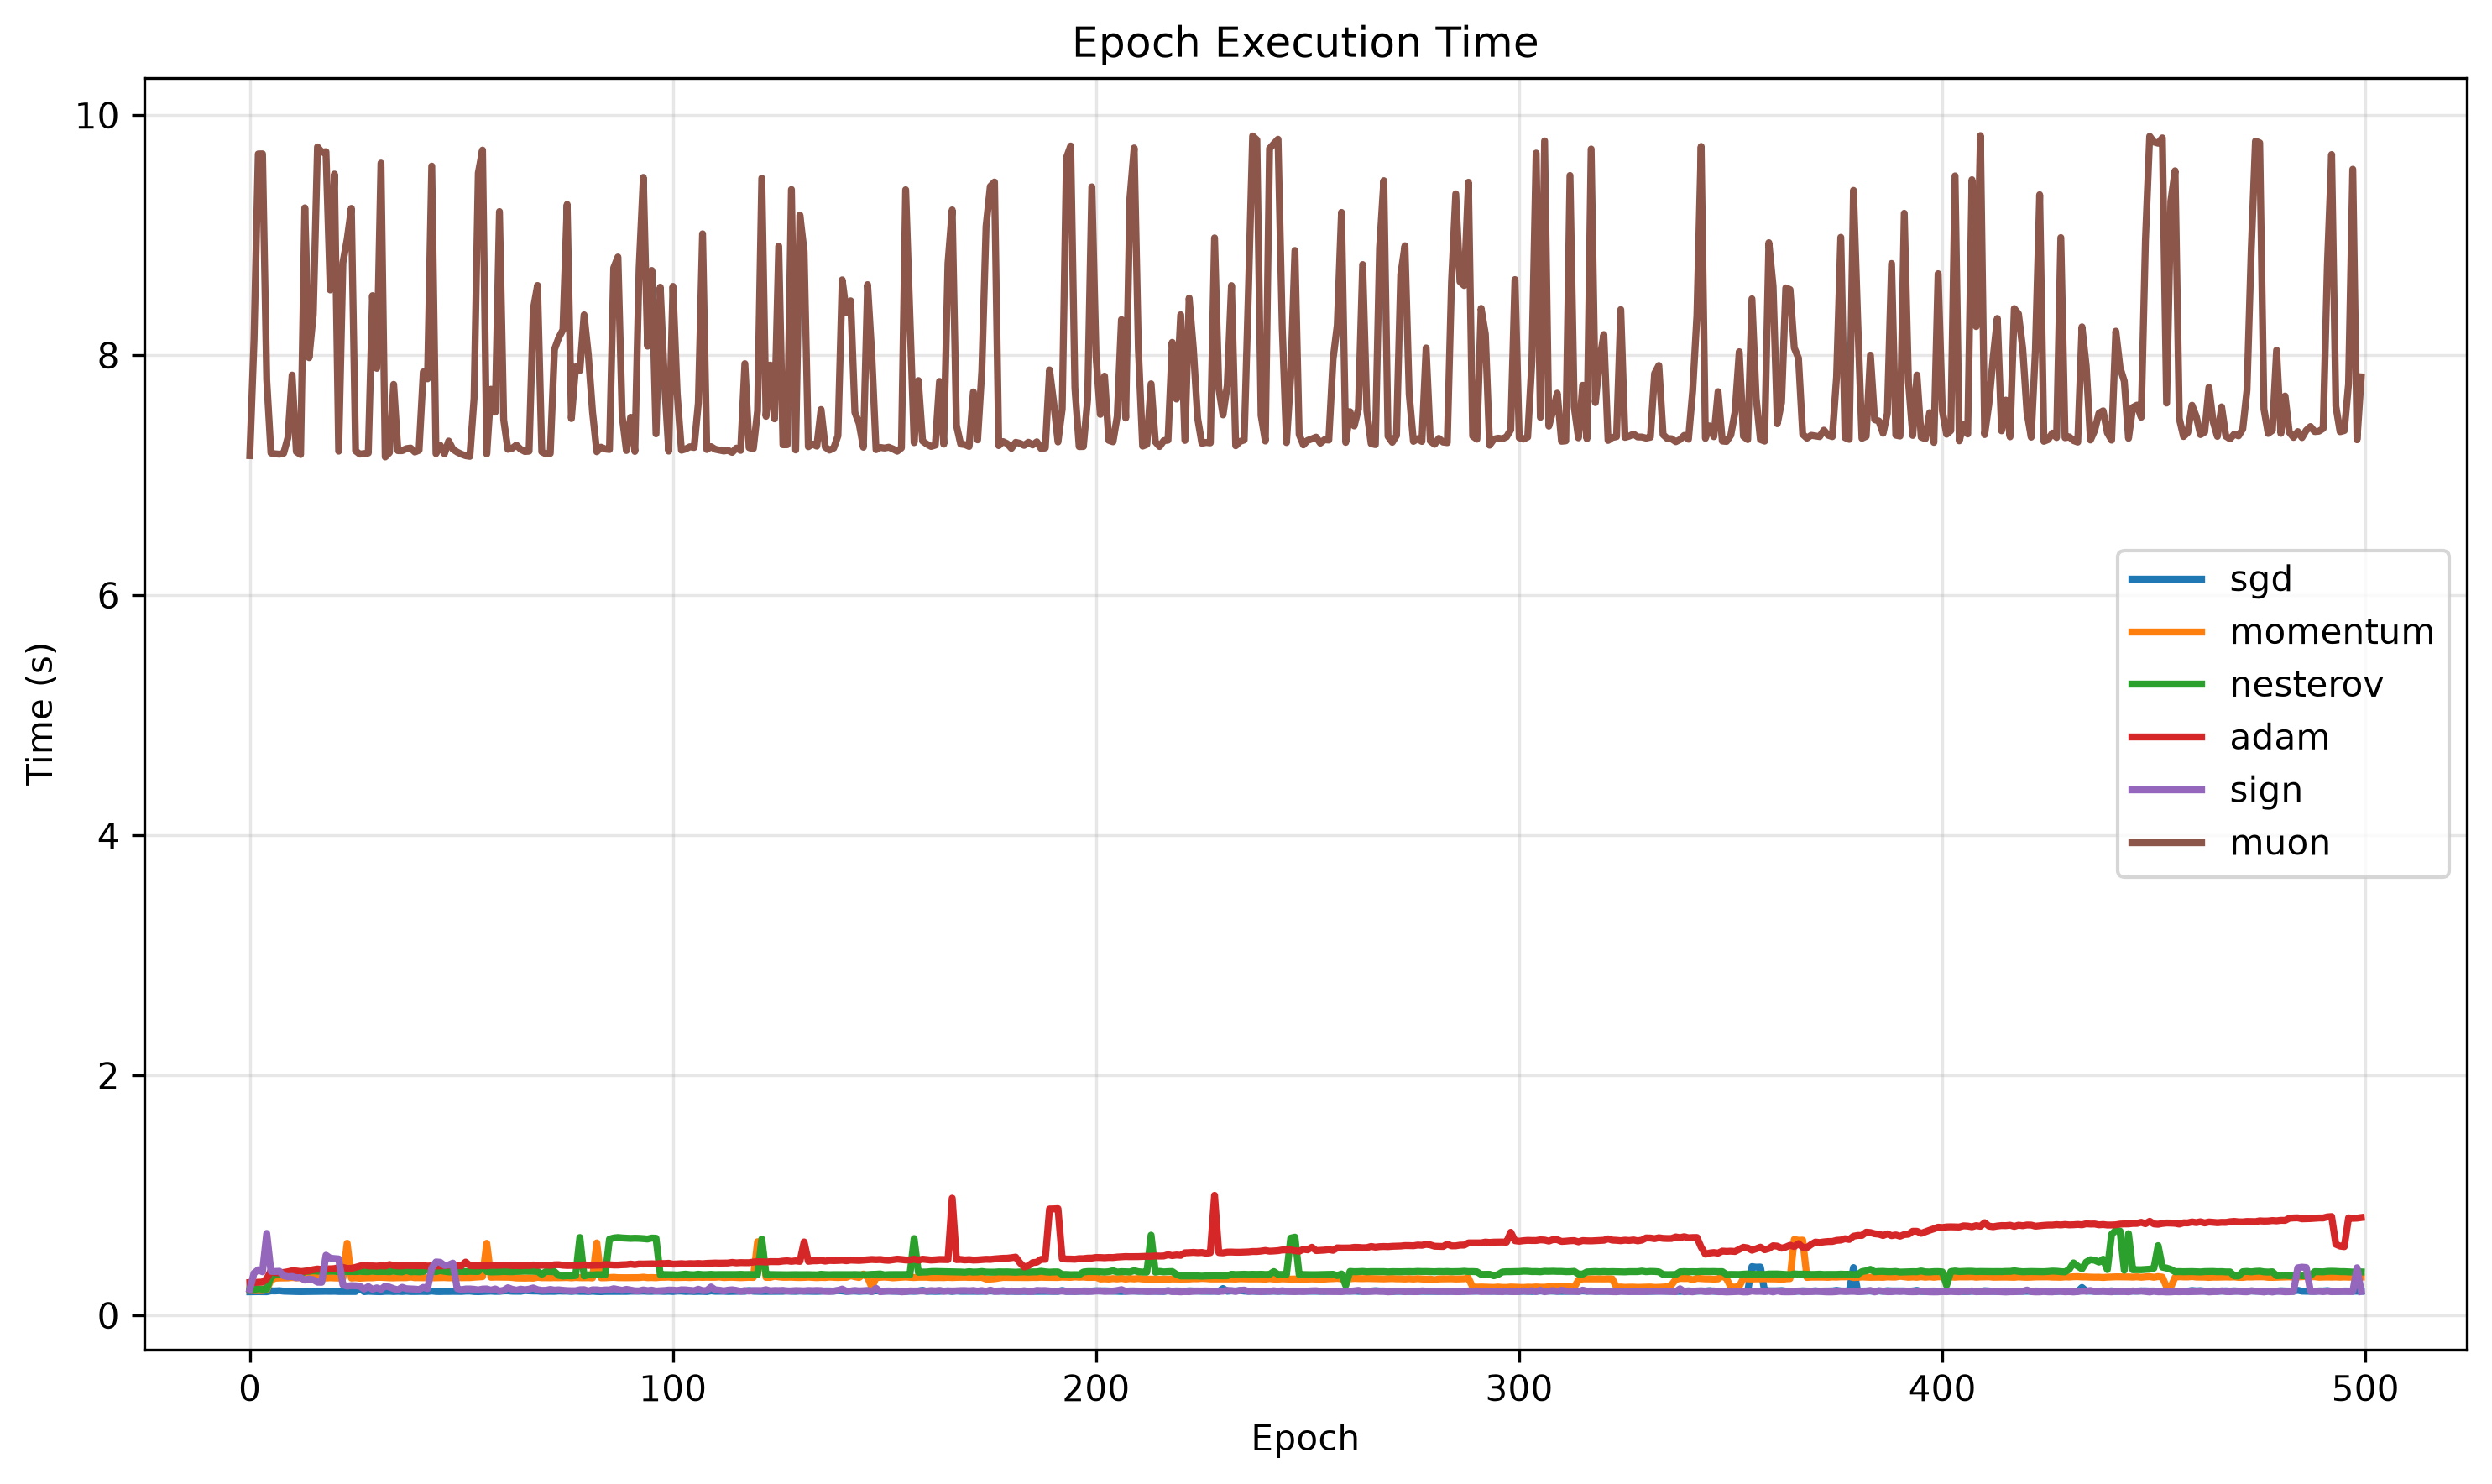 Epoch Execution Time
Time (s)
10
8
6
4
2
0
sgd
momentum
nesterov
adam
sign
muon
0 100 200 300 400 500
Epoch